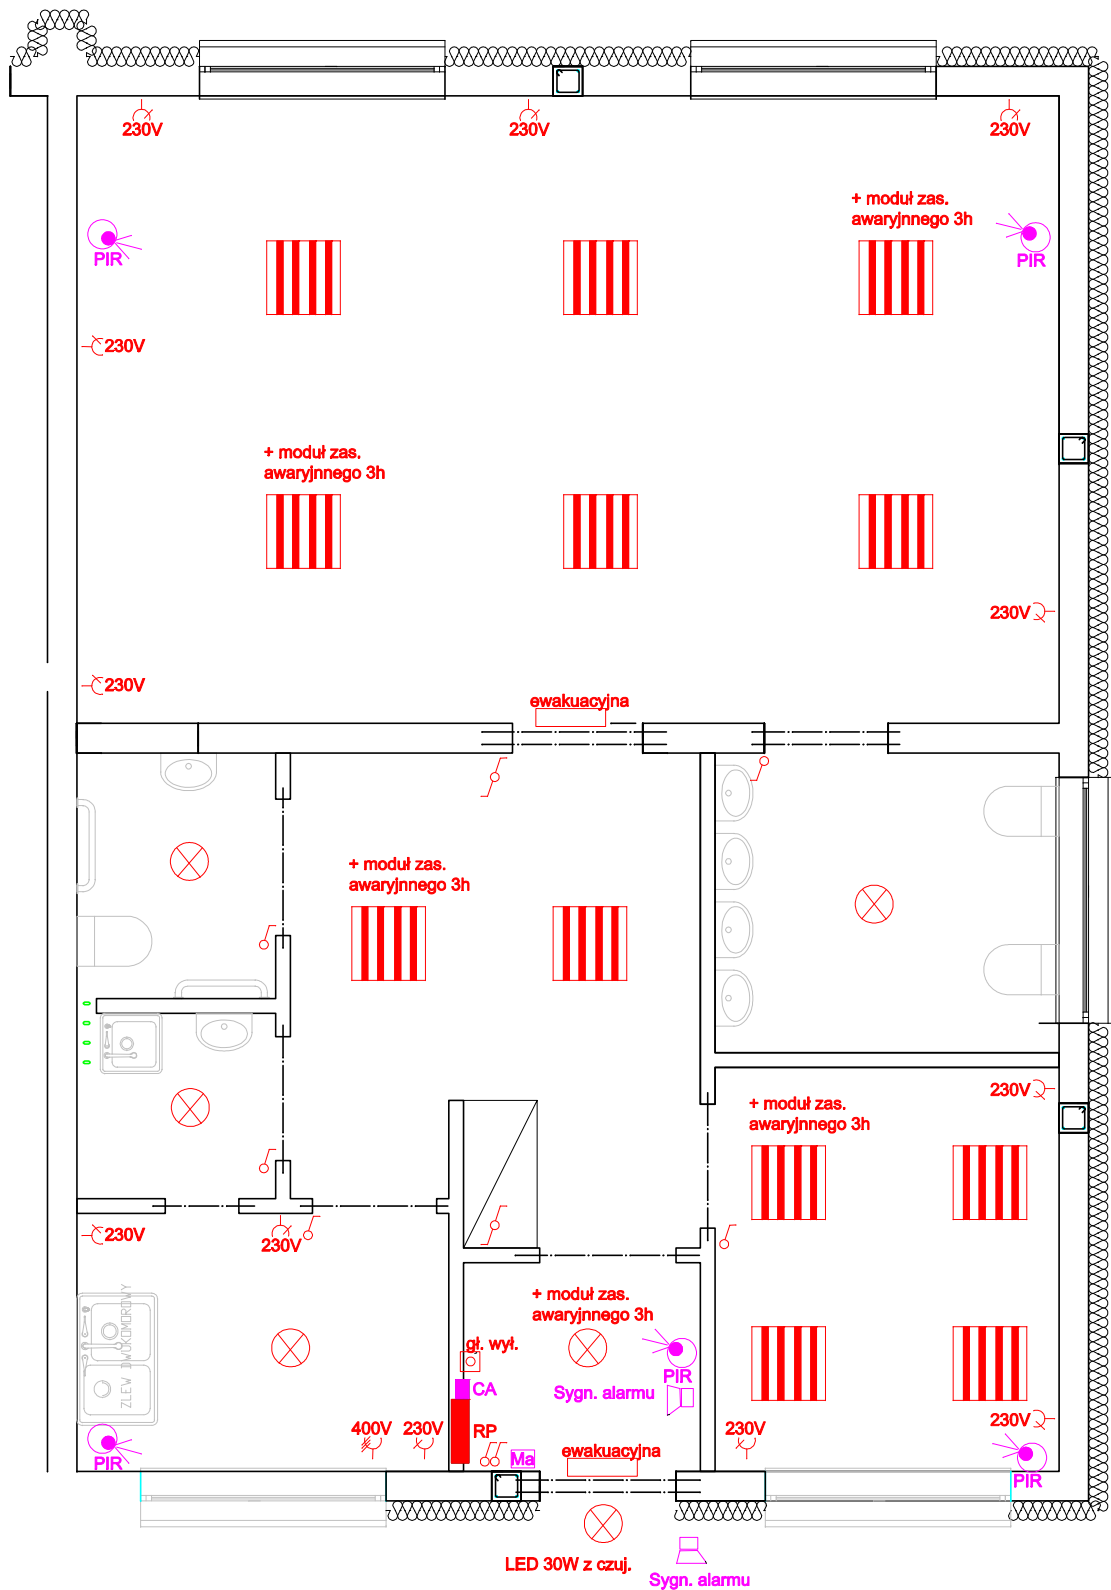 230V
230V
230V
+ moduł zas.
awaryjnnego 3h
PIR
PIR
230V
+ moduł zas.
awaryjnnego 3h
230V
230V
ewakuacyjna
+ moduł zas.
awaryjnnego 3h
230V
+ moduł zas.
awaryjnnego 3h
230V
230V
ZLEW DWUKOMOROWY
+ moduł zas.
awaryjnnego 3h
gł. wył.
PIR
CA
Sygn. alarmu
400V
230V
RP
230V
230V
PIR
Ma
ewakuacyjna
PIR
LED 30W z czuj.
Sygn. alarmu